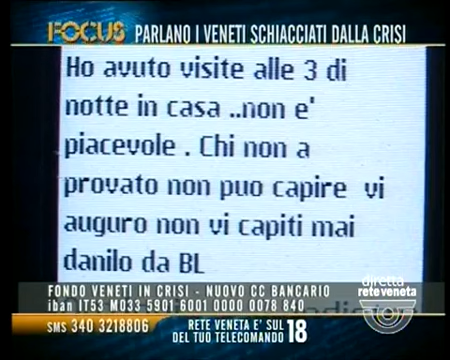 FOCUS PARLANO I VENETI SCHIACCIATI DALLA CRISI
Ho avuto visite alle 3 di
notte in casa ..non e'
piacevole . Chi non a
provato non puo capire vi
auguro non vi capiti mai
danilo da BL
FONDO VENETI IN CRISI - NUOVO CC BANCARIO
iban IT53 M033 5901 6001 0000 0078 840
diretta
reteveneta
SMS 340 3218806
RETE VENETA E' SUL
DEL TUO TELECOMANDO 18